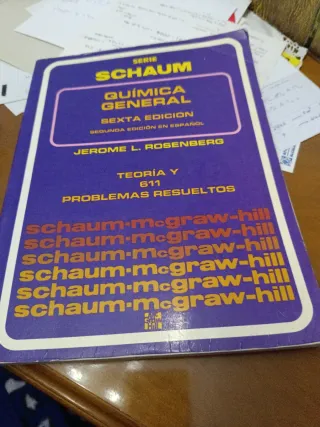 SERIE
SCHAUM
QUÍMICA
GENERAL
SEXTA EDICION
SEGUNDA EDICIÓN EN ESPAÑOL
JEROME L. ROSENBERG
TEORÍA Y
611
PROBLEMAS RESUELTOS
schaum·mcgraw-hill
schaum·mcgraw-hill
schaum·mcgraw-hill
schaum·mcgraw-hill
schaum·mcgraw-hill
schaum·mcgraw-hill